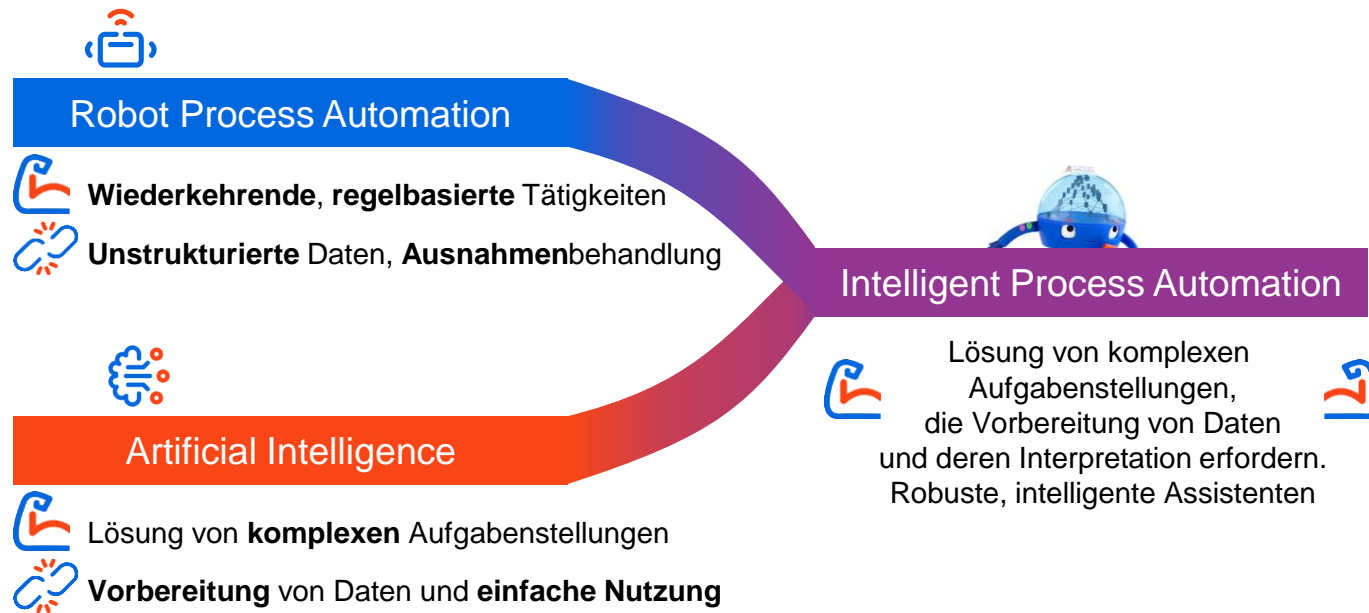 Robot Process Automation
Wiederkehrende, regelbasierte Tätigkeiten
Unstrukturierte Daten, Ausnahmenbehandlung
Artificial Intelligence
Lösung von komplexen Aufgabenstellungen
Vorbereitung von Daten und einfache Nutzung
Intelligent Process Automation
Lösung von komplexen
Aufgabenstellungen,
die Vorbereitung von Daten
und deren Interpretation erfordern.
Robuste, intelligente Assistenten